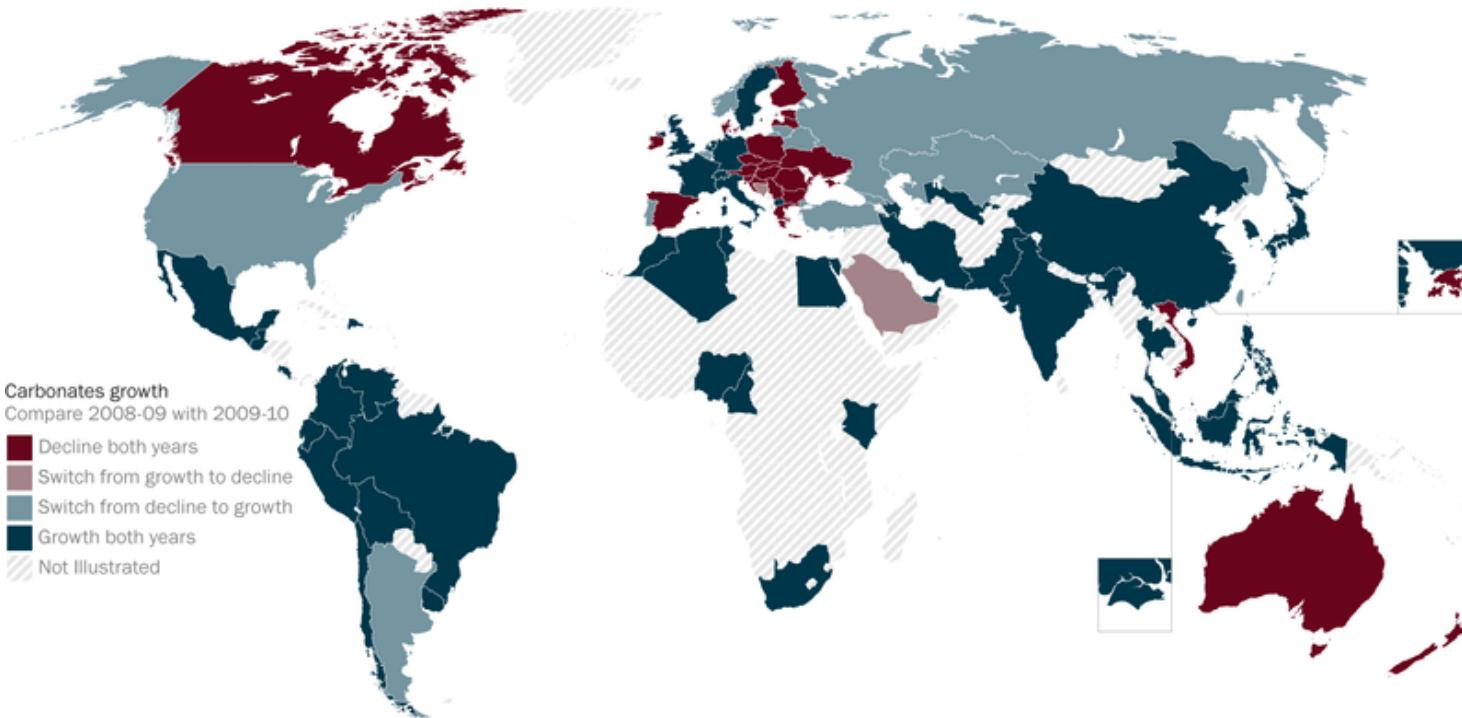 Carbonates growth
Compare 2008-09 with 2009-10
Decline both years
Switch from growth to decline
Switch from decline to growth
Growth both years
Not Illustrated